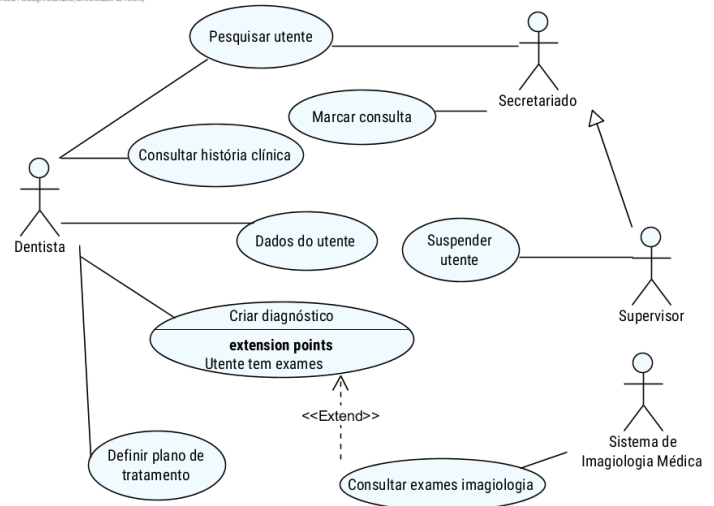 Pesquisar utente
Secretariado
Marcar consulta
Consultar história clínica
Dentista
Dados do utente
Suspender
utente
Supervisor
Criar diagnóstico
extension points
Utente tem exames
<<Extend>>
Sistema de
Imagiologia Médica
Definir plano de
tratamento
Consultar exames imagiologia